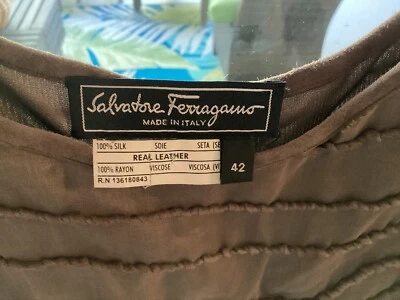 Salvatore Ferragamo
MADE IN ITALY
100% SILK SOIE SETA (SE
REAL LEATHER
100% RAYON VISCOSE VISCOSA (VI
R.N 136180843
42